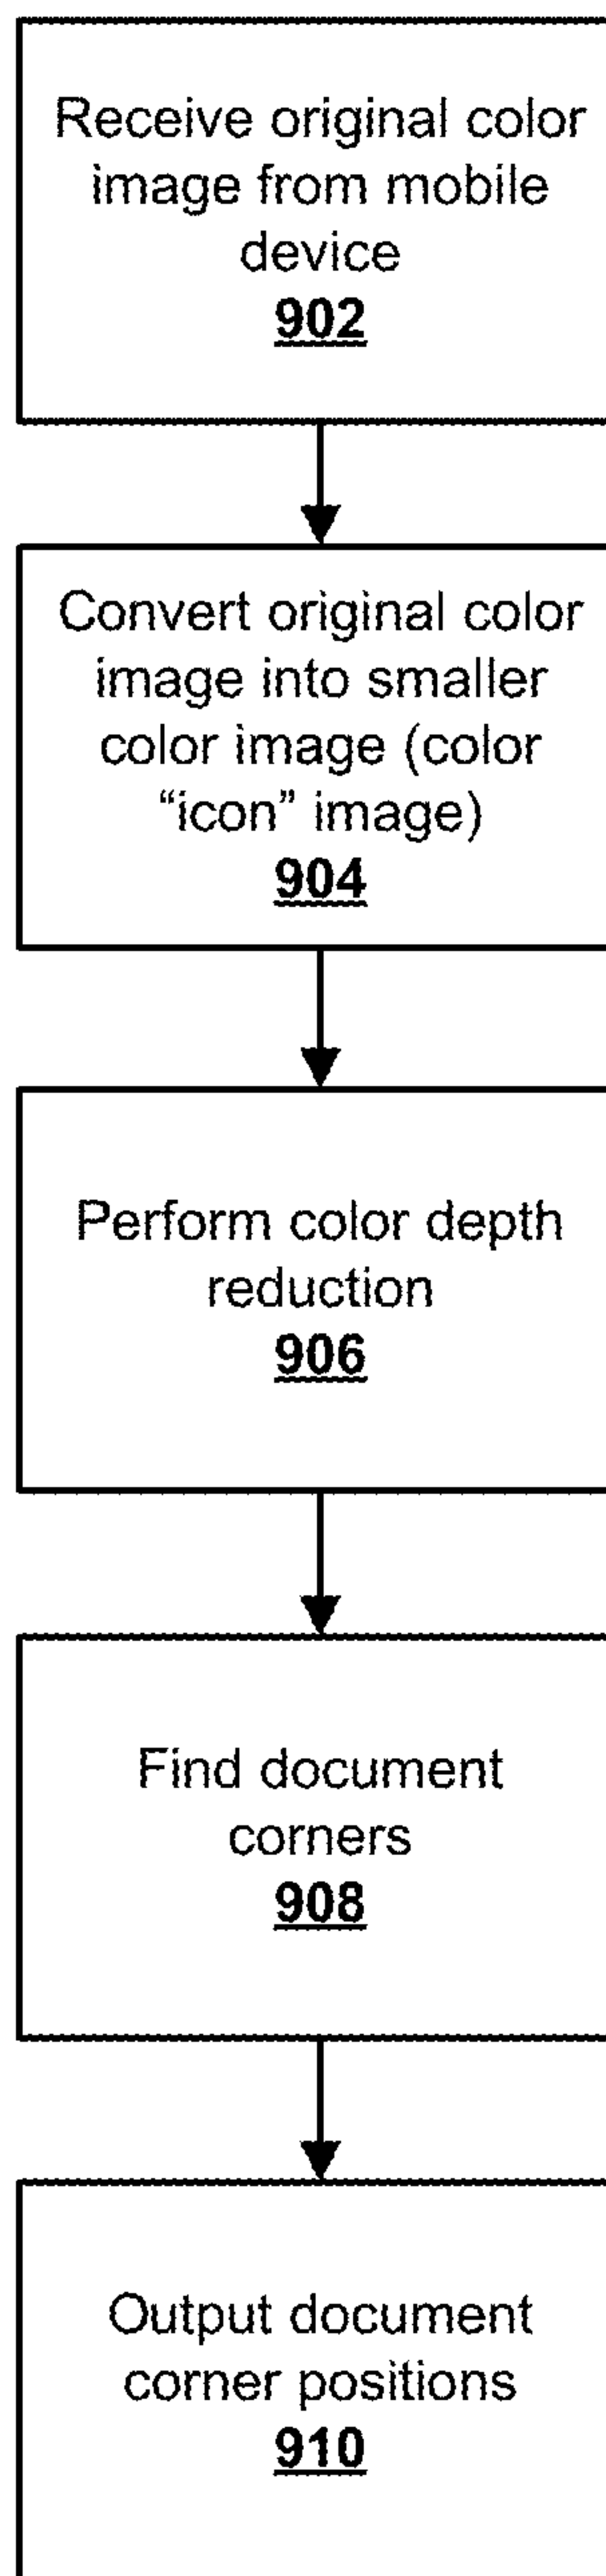 Receive original color
image from mobile
device
902
Convert original color
image into smaller
color image (color
“icon” image)
904
Perform color depth
reduction
906
Find document
corners
908
Output document
corner positions
910